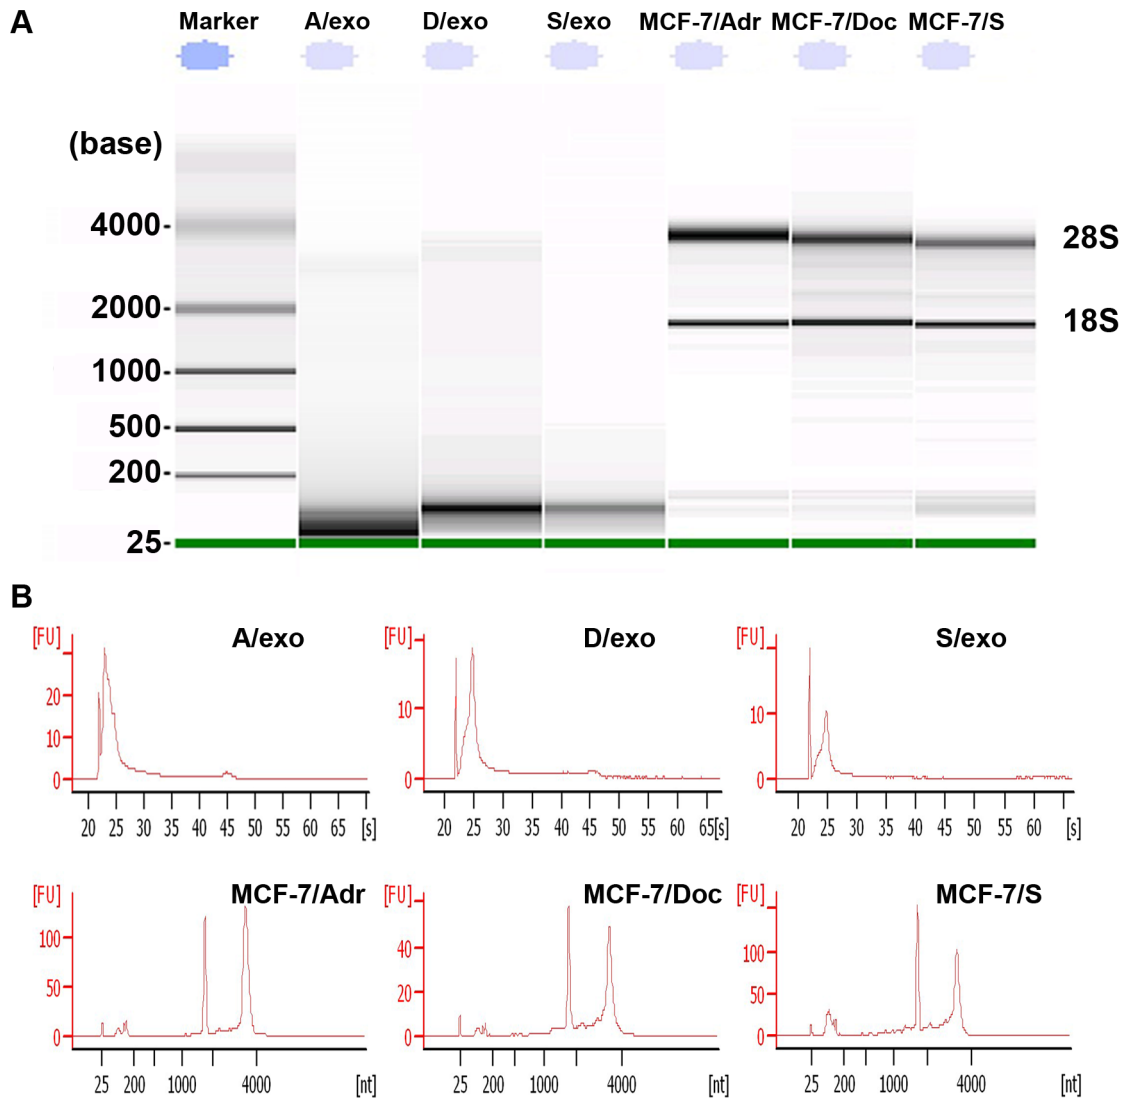 A
Marker A/exo D/exo S/exo MCF-7/Adr MCF-7/Doc MCF-7/S
(base)
4000-
28S
2000-
18S
1000-
500-
200-
25-
B
[FU] A/exo [FU] D/exo [FU] S/exo
20
10
0
10
0
10
0
20 25 30 35 40 45 50 55 60 65 [s]
20 25 30 35 40 45 50 55 60 65[s]
20 25 30 35 40 45 50 55 60 [s]
[FU] MCF-7/Adr [FU] MCF-7/Doc [FU] MCF-7/S
100
50
0
40
20
0
100
50
0
25 200 1000 4000 [nt]
25 200 1000 4000 [nt]
25 200 1000 4000 [nt]